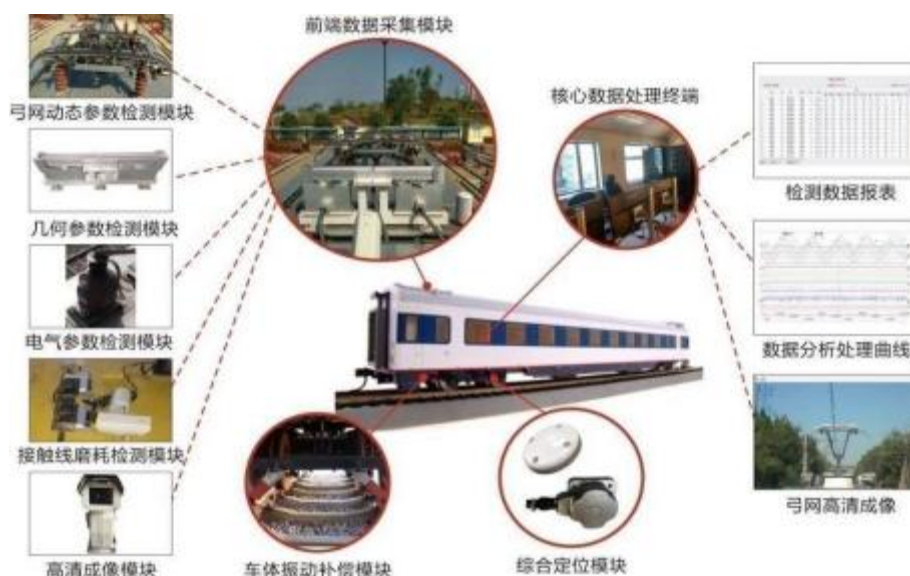 前端数据采集模块
核心数据处理终端
弓网动态参数检测模块
几何参数检测模块
电气参数检测模块
接触线磨耗检测模块
高清成像模块
车体振动补偿模块
综合定位模块
检测数据报表
数据分析处理曲线
弓网高清成像